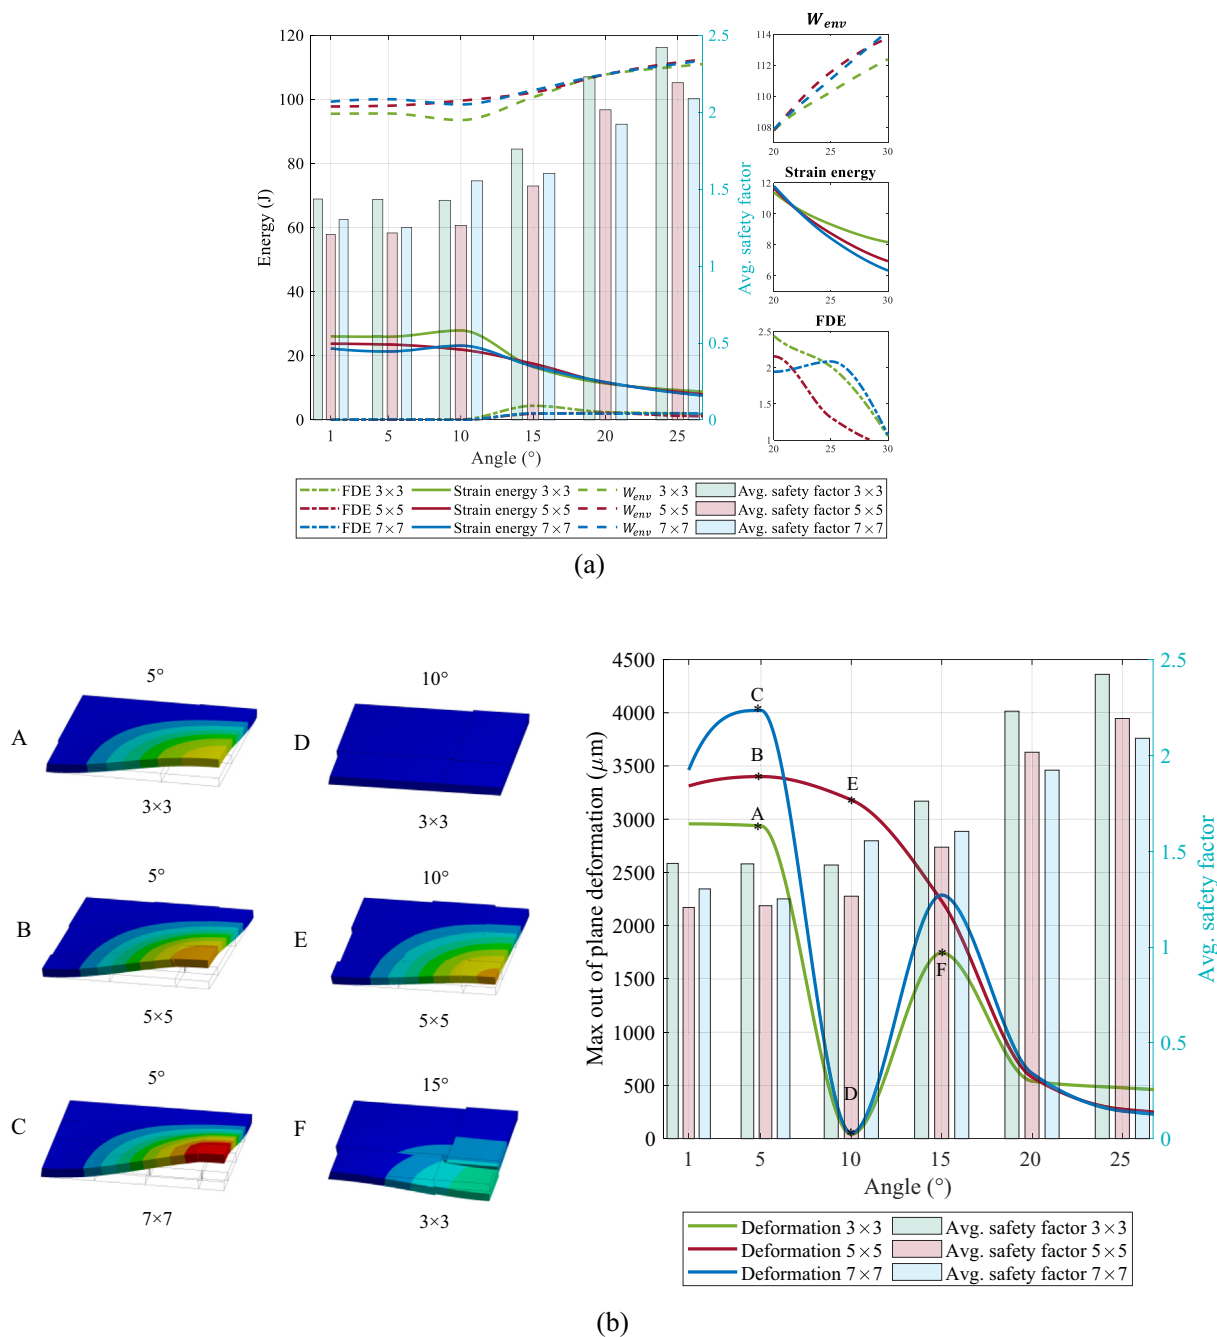 120
100
80
60
40
20
0
Energy (J)
1
5
10
15
20
25
Angle (°)
2.5
2
1.5
1
0.5
0
Avg. safety factor
W_env
114
112
110
108
20
25
30
Strain energy
12
10
8
6
20
25
30
FDE
2.5
2
1.5
1
20
25
30
FDE 3×3 Strain energy 3×3 W_env 3×3 Avg. safety factor 3×3
FDE 5×5 Strain energy 5×5 W_env 5×5 Avg. safety factor 5×5
FDE 7×7 Strain energy 7×7 W_env 7×7 Avg. safety factor 7×7
(a)
5°
A
3×3
10°
D
3×3
5°
B
5×5
10°
E
5×5
5°
C
7×7
15°
F
3×3
4500
4000
3500
3000
2500
2000
1500
1000
500
0
Max out of plane deformation (μm)
C
B
A
E
F
D
1
5
10
15
20
25
Angle (°)
2.5
2
1.5
1
0.5
0
Avg. safety factor
Deformation 3×3 Avg. safety factor 3×3
Deformation 5×5 Avg. safety factor 5×5
Deformation 7×7 Avg. safety factor 7×7
(b)